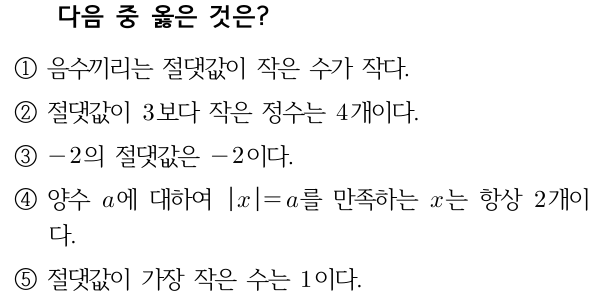 다음 중 옳은 것은?
① 음수끼리는 절댓값이 작은 수가 작다.
② 절댓값이 3보다 작은 정수는 4개이다.
③ −2의 절댓값은 −2이다.
④ 양수 a에 대하여 |x|=a를 만족하는 x는 항상 2개이
다.
⑤ 절댓값이 가장 작은 수는 1이다.